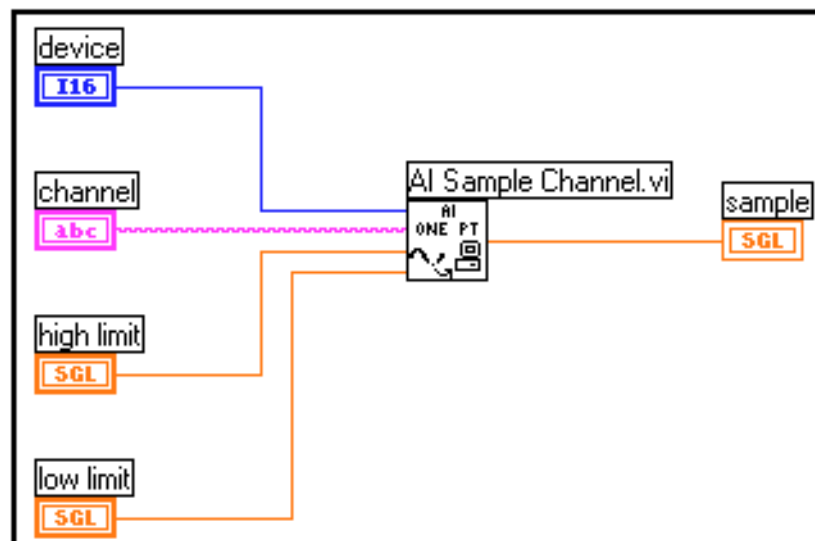 device
I16
channel
abc
high limit
SGL
low limit
SGL
AI Sample Channel.vi
AI
ONE PT
sample
SGL